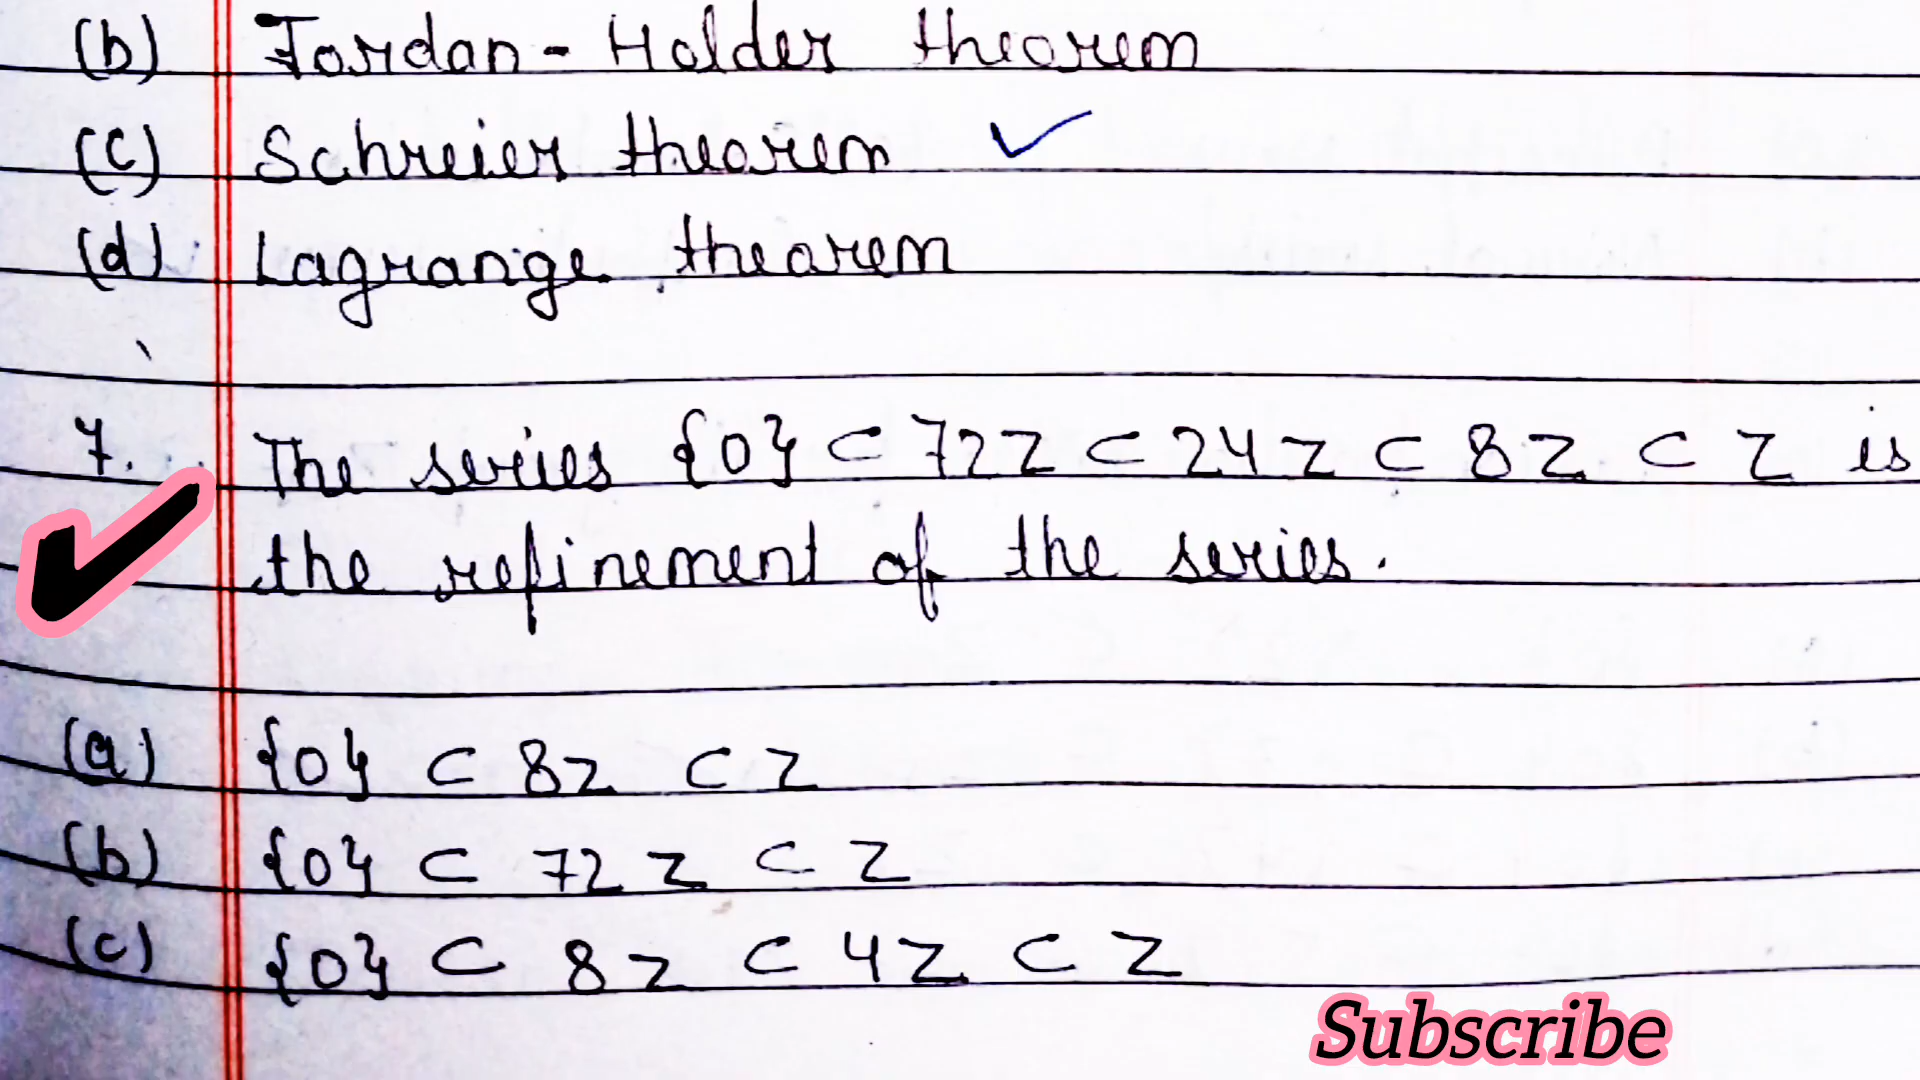 (b) Jordan - Holder theorem
(c) Schreier theorem ✓
(d) Lagrange theorem
7. The series {0} ⊂ 72Z ⊂ 24Z ⊂ 8Z ⊂ Z is
the refinement of the series.
(a) {0} ⊂ 8Z ⊂ Z
(b) {0} ⊂ 72Z ⊂ Z
(c) {0} ⊂ 8Z ⊂ 4Z ⊂ Z
Subscribe